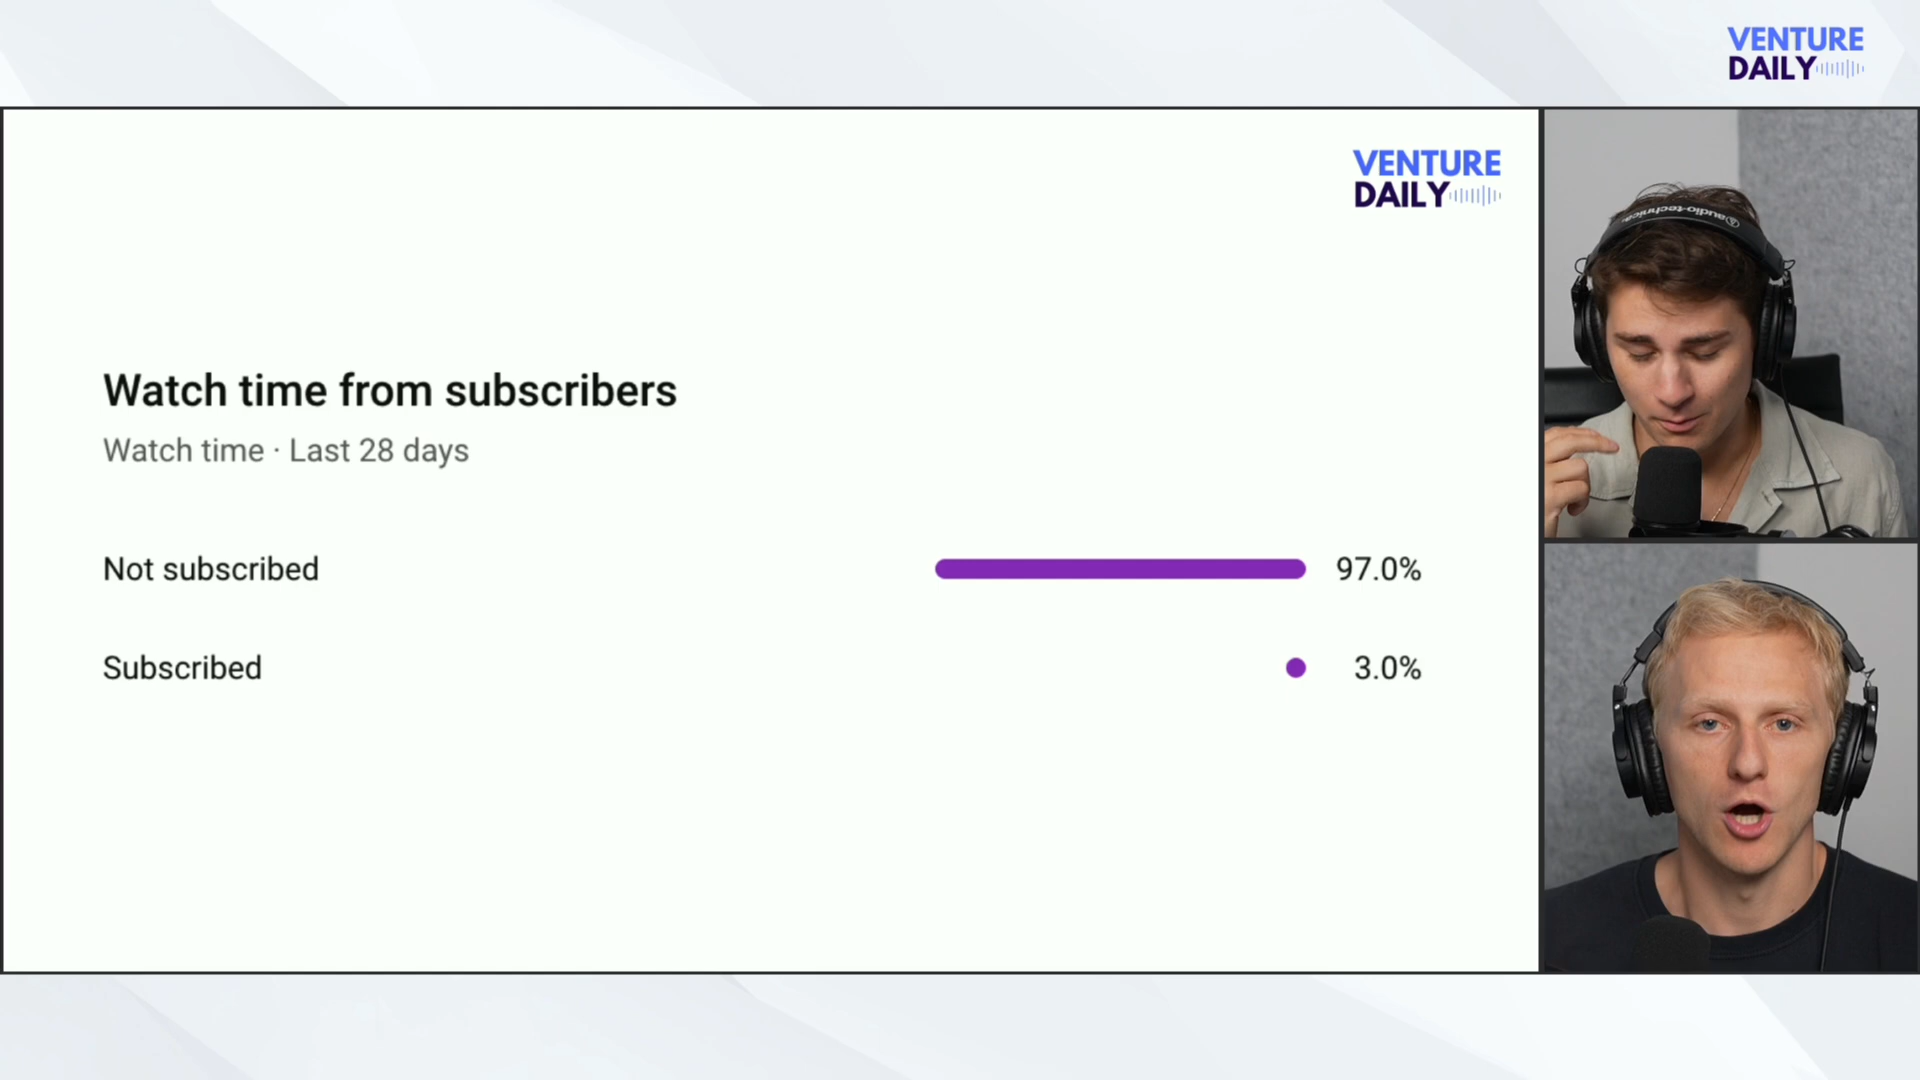 VENTURE
DAILY
VENTURE
DAILY
Watch time from subscribers
Watch time · Last 28 days
Not subscribed 97.0%
Subscribed 3.0%
audio-technica